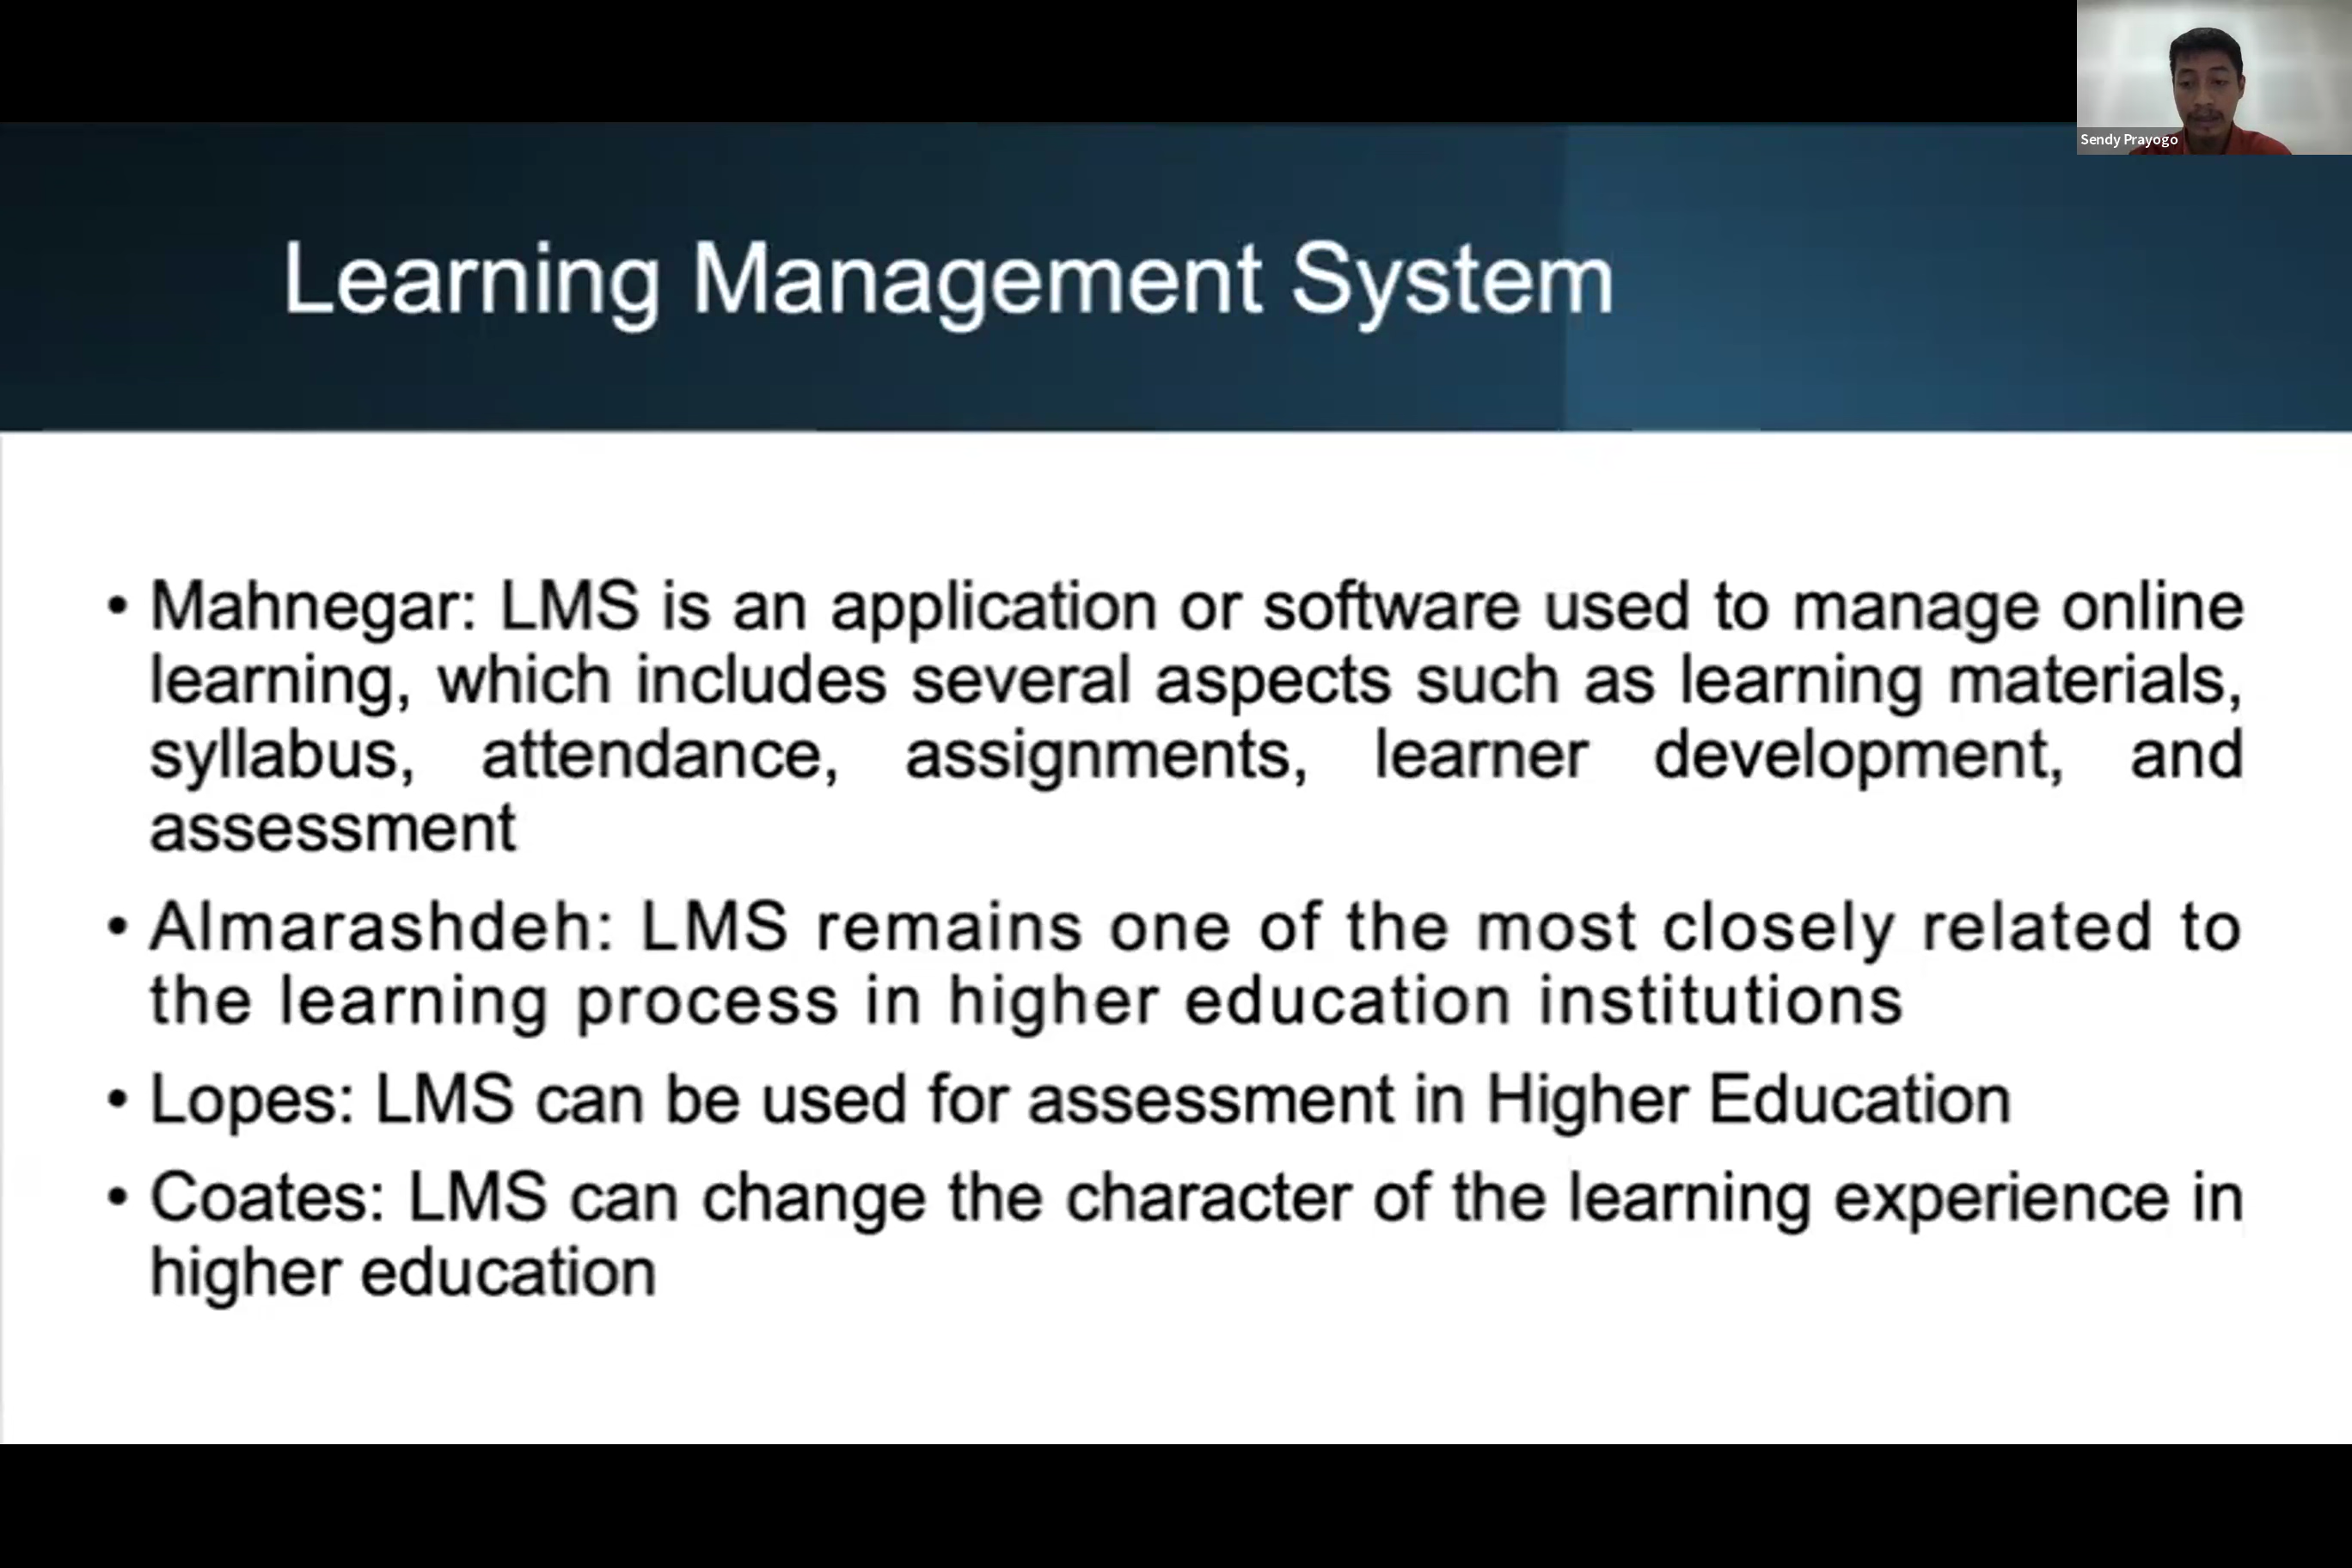 Sendy Prayogo
Learning Management System
• Mahnegar: LMS is an application or software used to manage online
learning, which includes several aspects such as learning materials,
syllabus, attendance, assignments, learner development, and
assessment
• Almarashdeh: LMS remains one of the most closely related to
the learning process in higher education institutions
• Lopes: LMS can be used for assessment in Higher Education
• Coates: LMS can change the character of the learning experience in
higher education